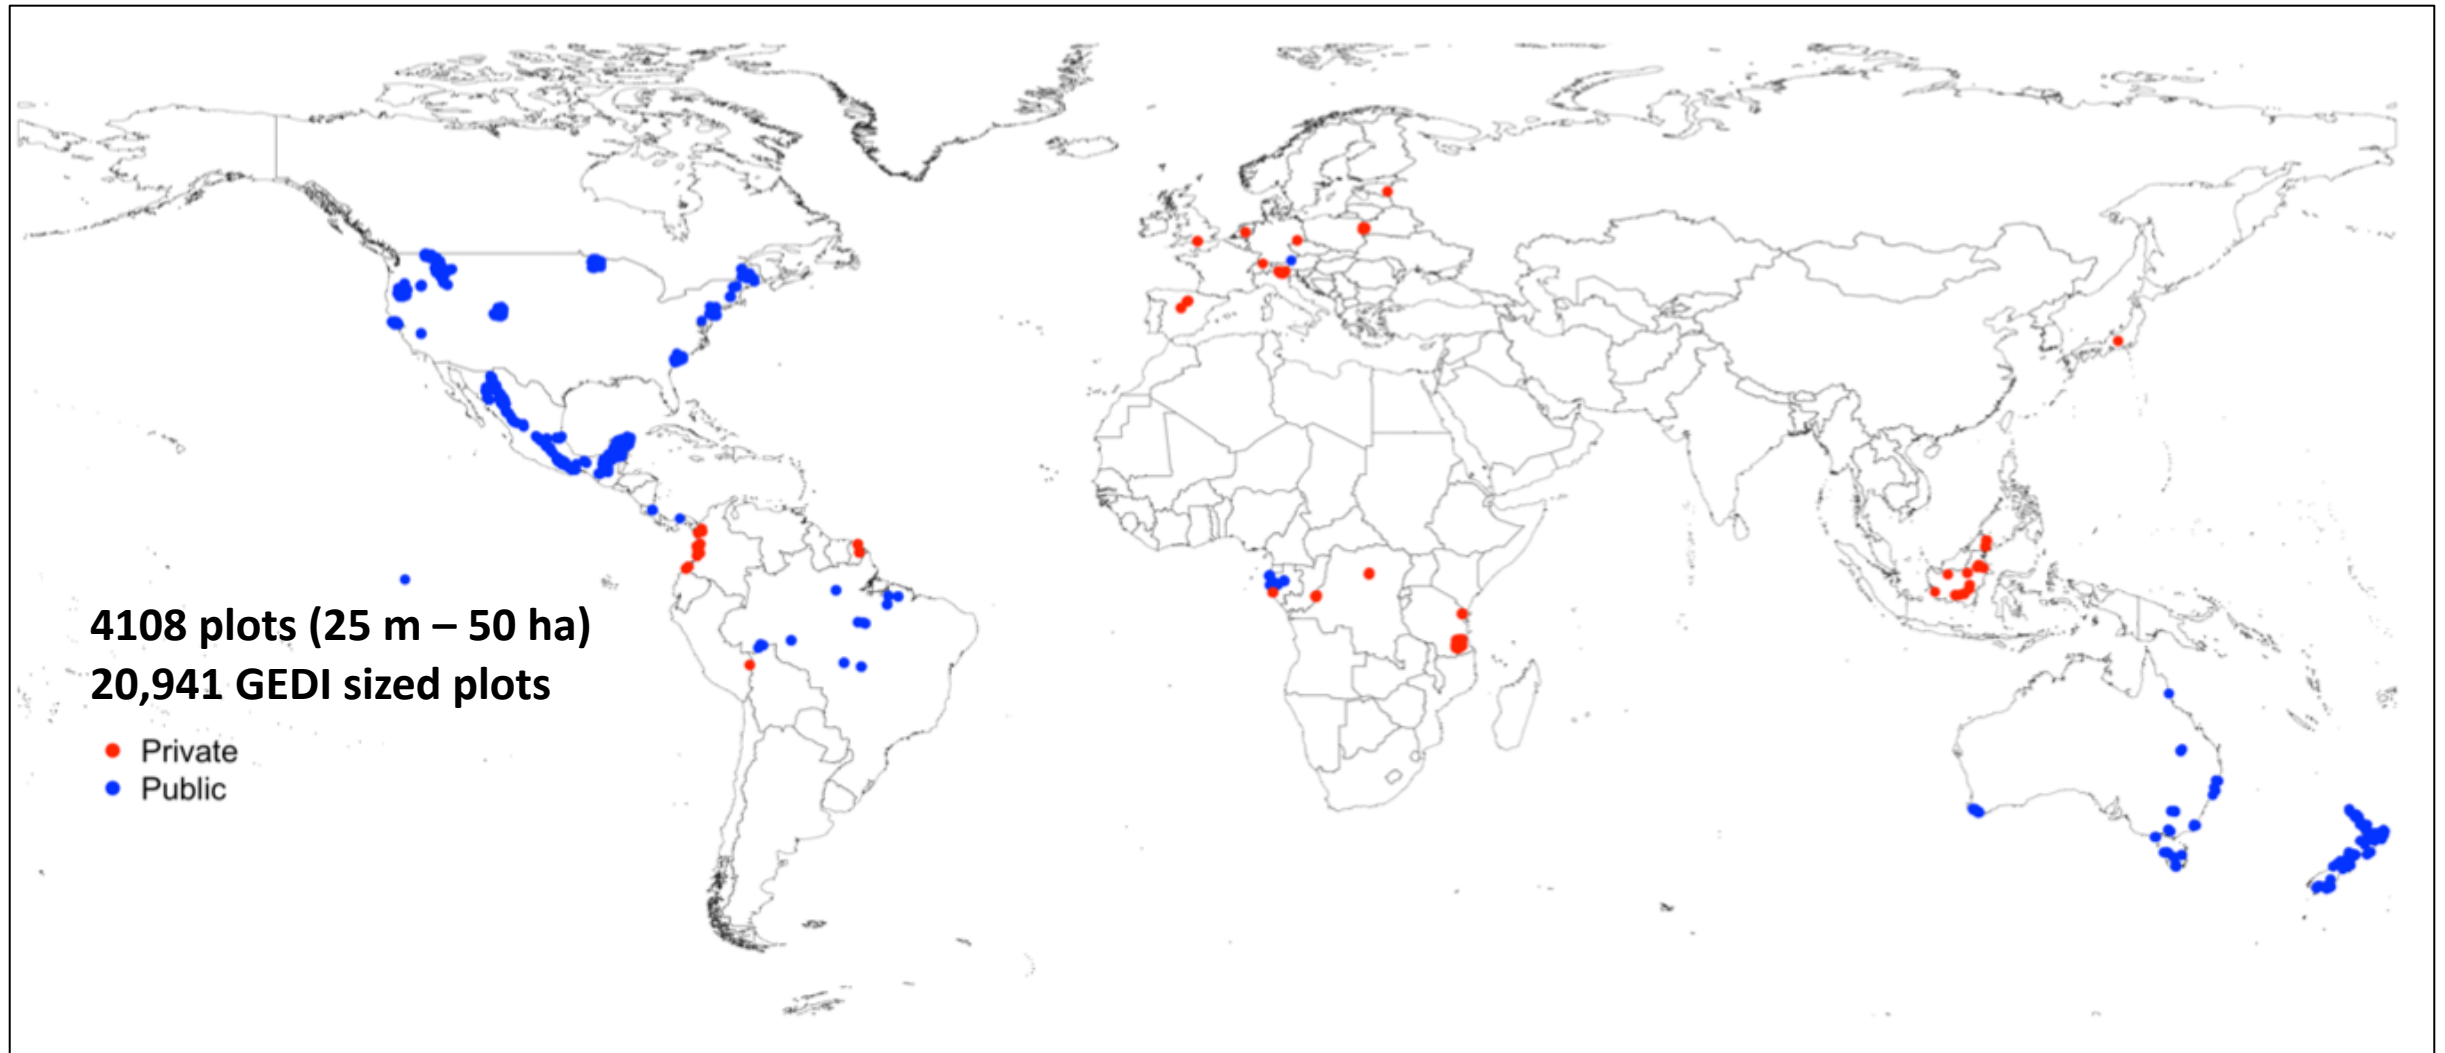 4108 plots (25 m – 50 ha)
20,941 GEDI sized plots
Private
Public